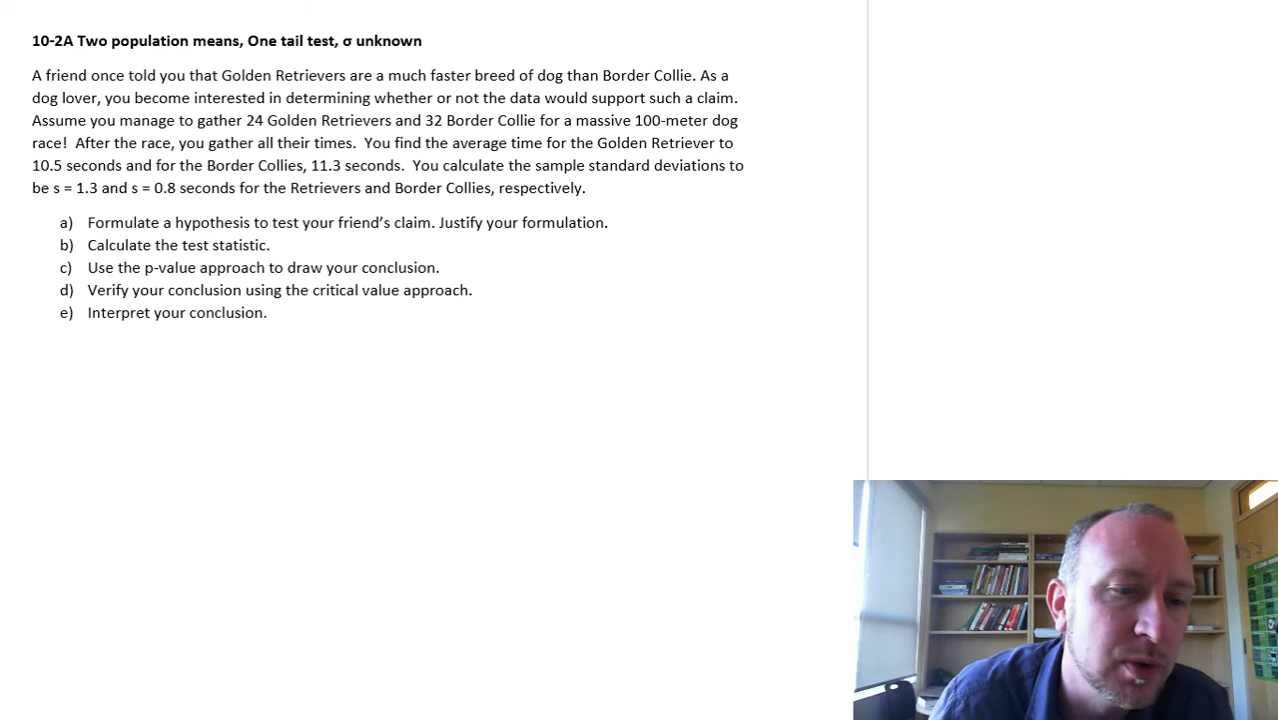 10-2A Two population means, One tail test, σ unknown
A friend once told you that Golden Retrievers are a much faster breed of dog than Border Collie. As a
dog lover, you become interested in determining whether or not the data would support such a claim.
Assume you manage to gather 24 Golden Retrievers and 32 Border Collie for a massive 100-meter dog
race!  After the race, you gather all their times.  You find the average time for the Golden Retriever to
10.5 seconds and for the Border Collies, 11.3 seconds.  You calculate the sample standard deviations to
be s = 1.3 and s = 0.8 seconds for the Retrievers and Border Collies, respectively.
a) Formulate a hypothesis to test your friend's claim. Justify your formulation.
b) Calculate the test statistic.
c) Use the p-value approach to draw your conclusion.
d) Verify your conclusion using the critical value approach.
e) Interpret your conclusion.